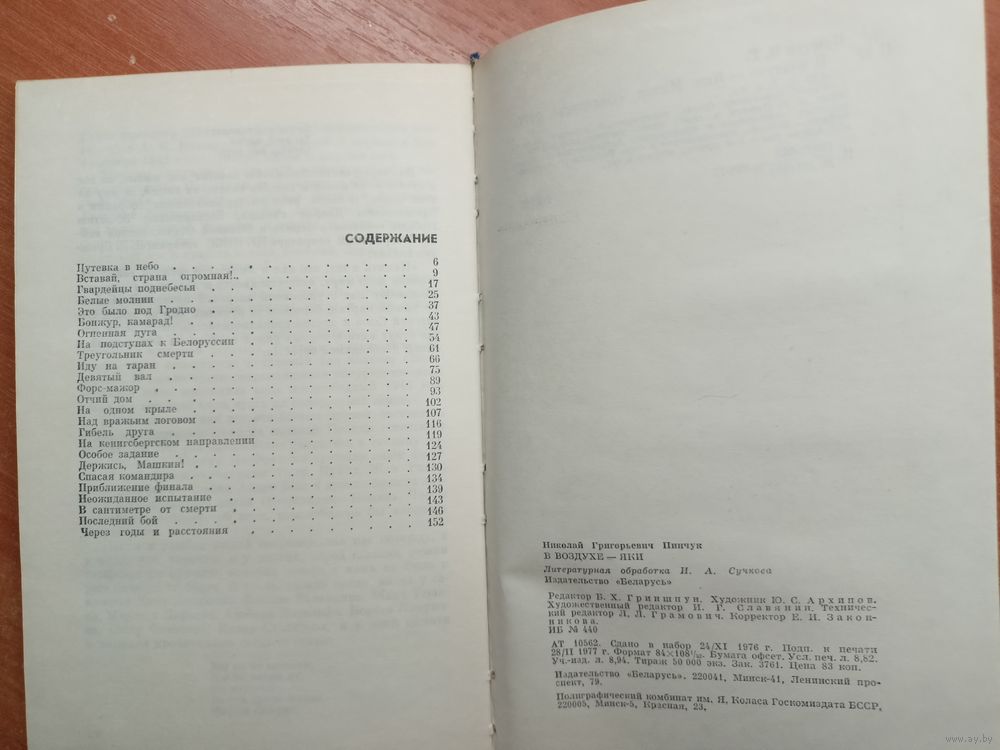 СОДЕРЖАНИЕ
Путевка в небо . . . . . . . . . . . 6
Вставай, страна огромная!.. . . . . . . . . 9
Гвардейцы поднебесья . . . . . . . . . . 17
Белые молнии . . . . . . . . . . . 25
Это было под Гродно . . . . . . . . . . 37
Бонжур, камарад! . . . . . . . . . . . 43
Огненная дуга . . . . . . . . . . . 47
На подступах к Белоруссии . . . . . . . . . 54
Треугольник смерти . . . . . . . . . . 61
Иду на таран . . . . . . . . . . . 66
Девятый вал . . . . . . . . . . . 75
Форс-мажор . . . . . . . . . . . 89
Отчий дом . . . . . . . . . . . 93
На одном крыле . . . . . . . . . . . 102
Над вражьим логовом . . . . . . . . . . 107
Гибель друга . . . . . . . . . . . 116
На кенигсбергском направлении . . . . . . . . 119
Особое задание . . . . . . . . . . . 124
Держись, Машкин! . . . . . . . . . . . 127
Спасая командира . . . . . . . . . . 130
Приближение финала . . . . . . . . . . 134
Неожиданное испытание . . . . . . . . . 139
В сантиметре от смерти . . . . . . . . . 143
Последний бой . . . . . . . . . . . 146
Через годы и расстояния . . . . . . . . . 152
Николай Григорьевич Пинчук
В ВОЗДУХЕ — ЯКИ
Литературная обработка И. А. Сучкова
Издательство «Беларусь»
Редактор Б. Х. Гриншпун. Художник Ю. С. Архипов.
Художественный редактор И. Г. Славянин. Техничес-
кий редактор Л. Л. Грамович. Корректор Е. И. Закон-
никова.
ИБ № 440
АТ 10562. Сдано в набор 24/XI 1976 г. Подп. к печати
28/II 1977 г. Формат 84×108¹/₃₂. Бумага офсет. Усл. печ. л. 8,82.
Уч.-изд. л. 8,94. Тираж 50 000 экз. Зак. 3761. Цена 83 коп.
Издательство «Беларусь». 220041, Минск-41, Ленинский про-
спект, 79.
Полиграфический комбинат им. Я. Коласа Госкомиздата БССР.
220005, Минск-5, Красная, 23.
www.ay.by